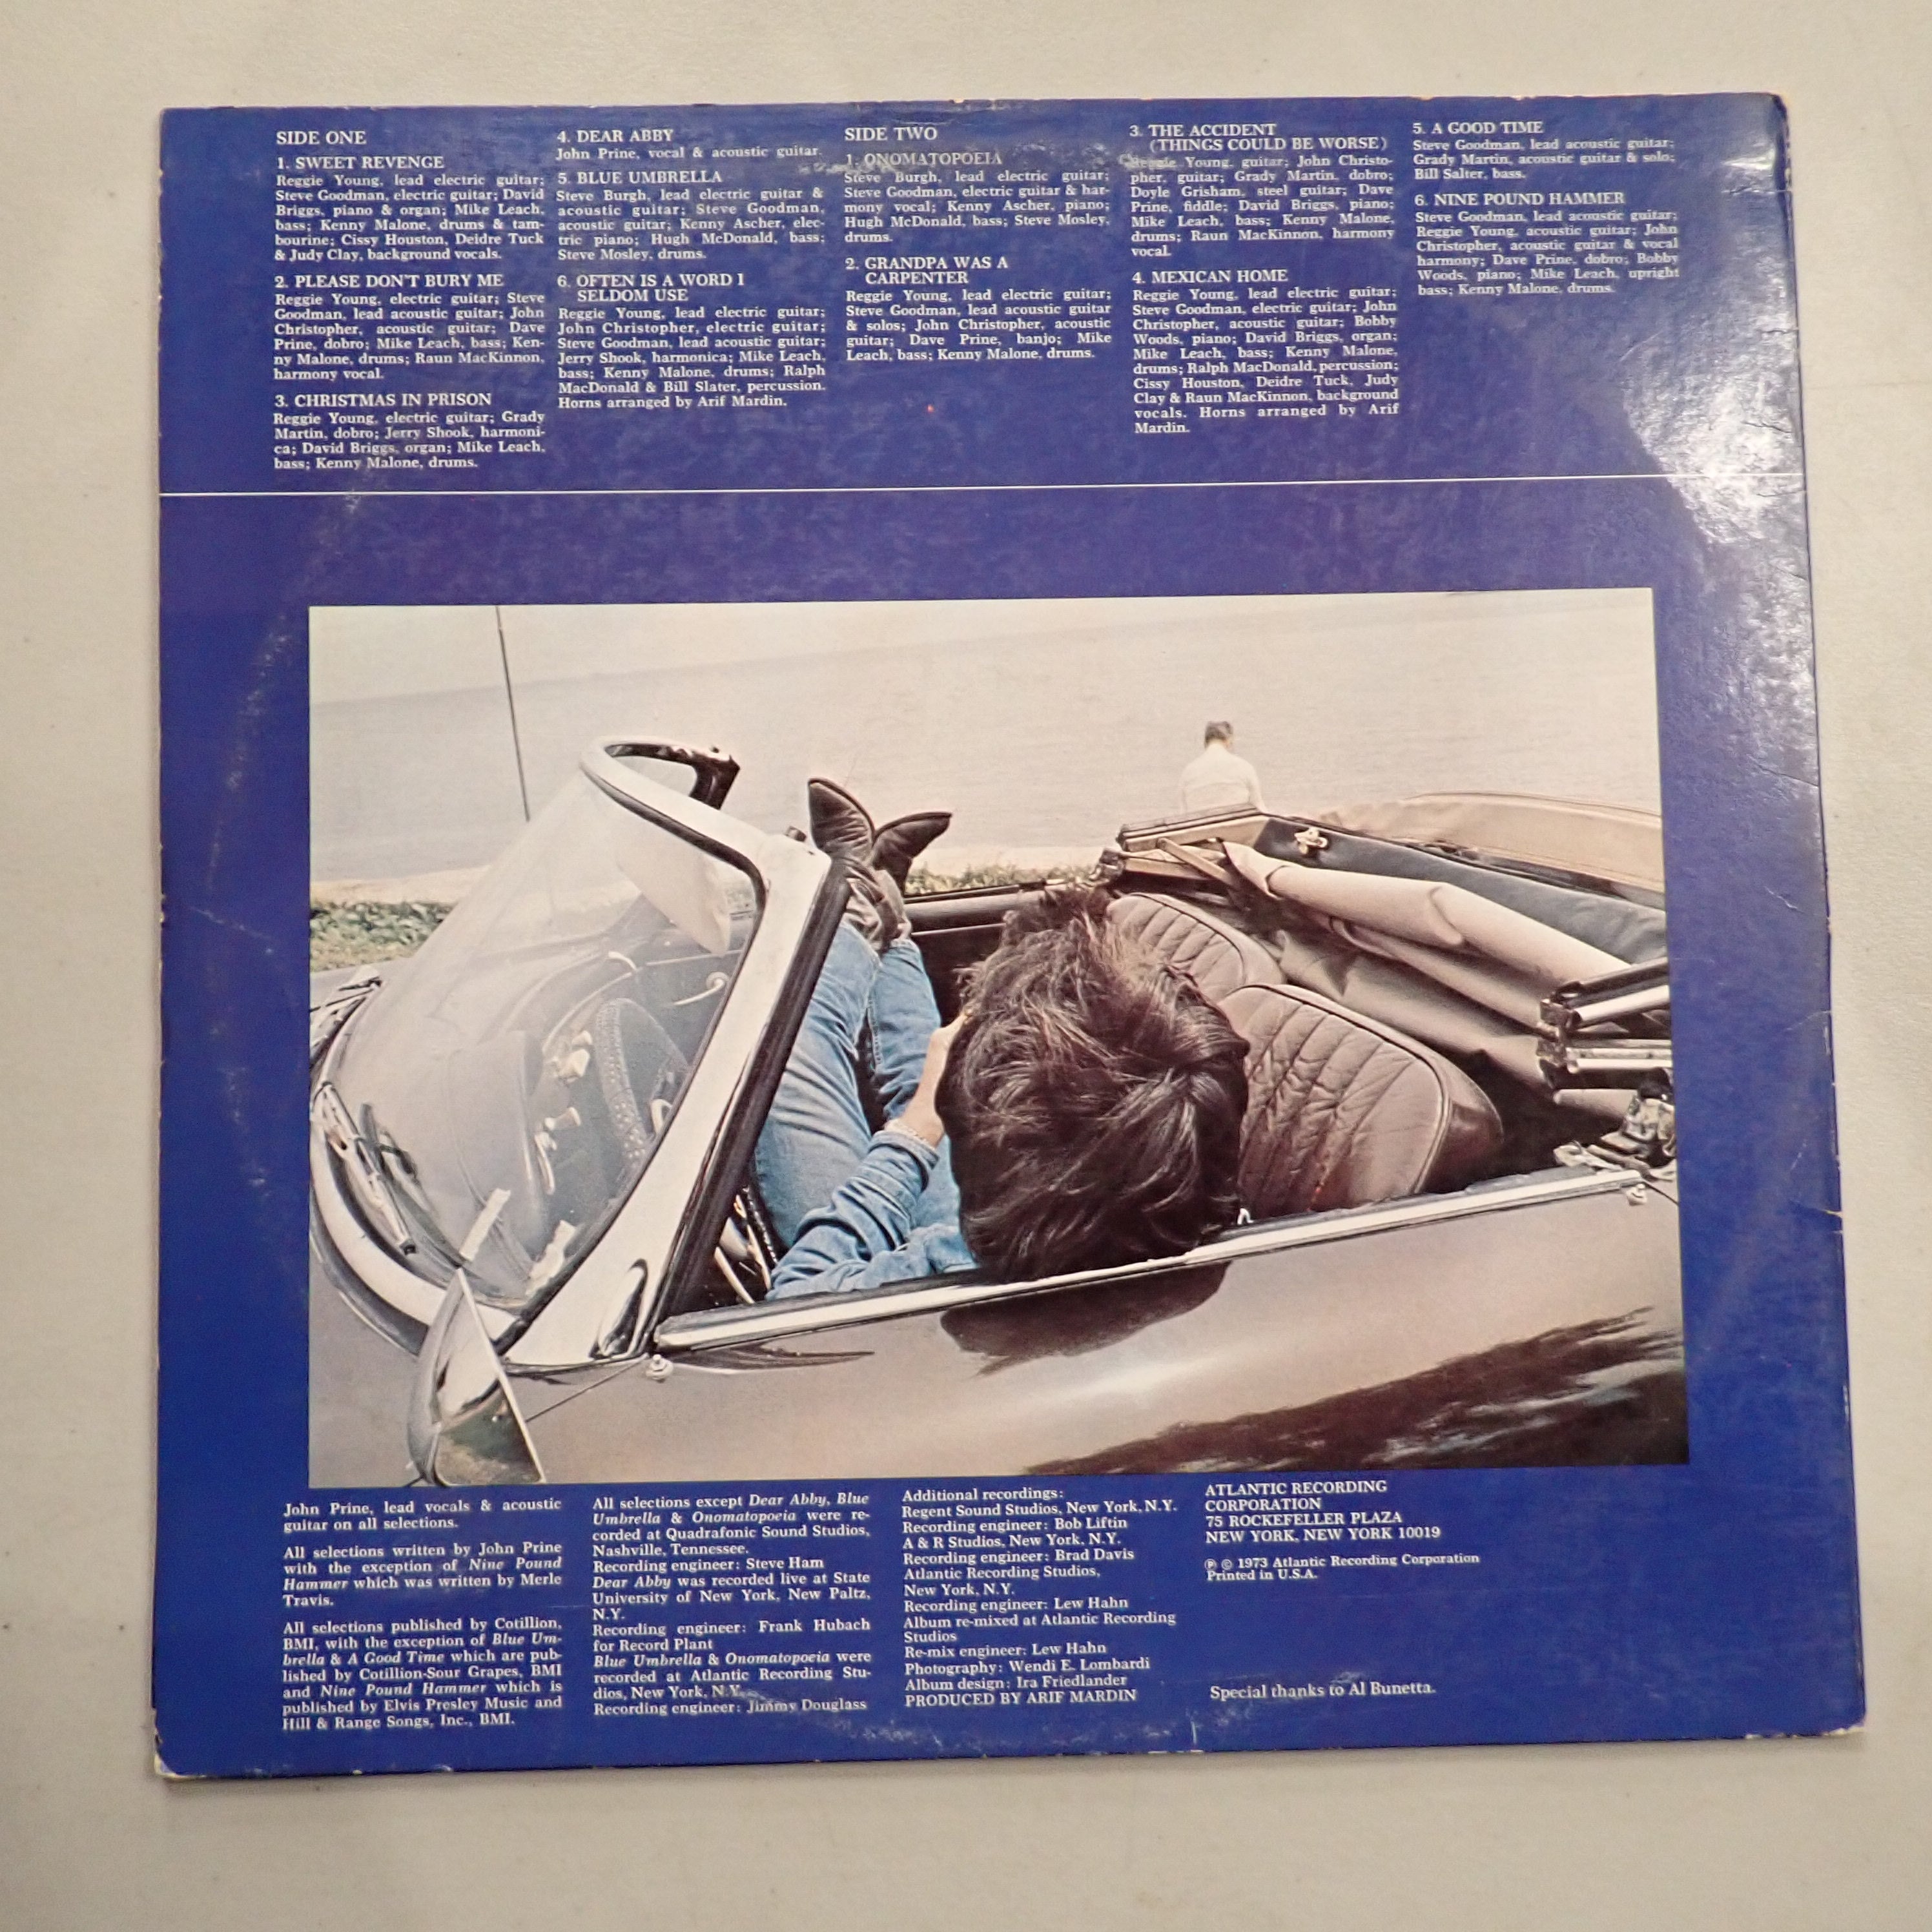 SIDE ONE
1. SWEET REVENGE
Reggie Young, lead electric guitar;
Steve Goodman, electric guitar; David
Briggs, piano & organ; Mike Leach,
bass; Kenny Malone, drums & tam-
bourine; Cissy Houston, Deidre Tuck
& Judy Clay, background vocals.
2. PLEASE DON'T BURY ME
Reggie Young, electric guitar; Steve
Goodman, lead acoustic guitar; John
Christopher, acoustic guitar; Dave
Prine, dobro; Mike Leach, bass; Ken-
ny Malone, drums; Raun MacKinnon,
harmony vocal.
3. CHRISTMAS IN PRISON
Reggie Young, electric guitar; Grady
Martin, dobro; Jerry Shook, harmoni-
ca; David Briggs, organ; Mike Leach,
bass; Kenny Malone, drums.
4. DEAR ABBY
John Prine, vocal & acoustic guitar.
5. BLUE UMBRELLA
Steve Burgh, lead electric guitar &
acoustic guitar; Steve Goodman,
acoustic guitar; Kenny Ascher, elec-
tric piano; Hugh McDonald, bass;
Steve Mosley, drums.
6. OFTEN IS A WORD I
SELDOM USE
Reggie Young, lead electric guitar;
John Christopher, electric guitar;
Steve Goodman, lead acoustic guitar;
Jerry Shook, harmonica; Mike Leach,
bass; Kenny Malone, drums; Ralph
MacDonald & Bill Slater, percussion.
Horns arranged by Arif Mardin.
SIDE TWO
1. ONOMATOPOEIA
Steve Burgh, lead electric guitar;
Steve Goodman, electric guitar & har-
mony vocal; Kenny Ascher, piano;
Hugh McDonald, bass; Steve Mosley,
drums.
2. GRANDPA WAS A
CARPENTER
Reggie Young, lead electric guitar;
Steve Goodman, lead acoustic guitar
& solos; John Christopher, acoustic
guitar; Dave Prine, banjo; Mike
Leach, bass; Kenny Malone, drums.
3. THE ACCIDENT
(THINGS COULD BE WORSE)
Reggie Young, guitar; John Christo-
pher, guitar; Grady Martin, dobro;
Doyle Grisham, steel guitar; Dave
Prine, fiddle; David Briggs, piano;
Mike Leach, bass; Kenny Malone,
drums; Raun MacKinnon, harmony
vocal.
4. MEXICAN HOME
Reggie Young, lead electric guitar;
Steve Goodman, electric guitar; John
Christopher, acoustic guitar; Bobby
Woods, piano; David Briggs, organ;
Mike Leach, bass; Kenny Malone,
drums; Ralph MacDonald, percussion;
Cissy Houston, Deidre Tuck, Judy
Clay & Raun MacKinnon, background
vocals. Horns arranged by Arif
Mardin.
5. A GOOD TIME
Steve Goodman, lead acoustic guitar;
Grady Martin, acoustic guitar & solo;
Bill Salter, bass.
6. NINE POUND HAMMER
Steve Goodman, lead acoustic guitar;
Reggie Young, acoustic guitar; John
Christopher, acoustic guitar & vocal
harmony; Dave Prine, dobro; Bobby
Woods, piano; Mike Leach, upright
bass; Kenny Malone, drums.
John Prine, lead vocals & acoustic
guitar on all selections.
All selections written by John Prine
with the exception of Nine Pound
Hammer which was written by Merle
Travis.
All selections published by Cotillion,
BMI, with the exception of Blue Um-
brella & A Good Time which are pub-
lished by Cotillion-Sour Grapes, BMI
and Nine Pound Hammer which is
published by Elvis Presley Music and
Hill & Range Songs, Inc., BMI.
All selections except Dear Abby, Blue
Umbrella & Onomatopoeia were re-
corded at Quadrafonic Sound Studios,
Nashville, Tennessee.
Recording engineer: Steve Ham
Dear Abby was recorded live at State
University of New York, New Paltz,
N.Y.
Recording engineer: Frank Hubach
for Record Plant
Blue Umbrella & Onomatopoeia were
recorded at Atlantic Recording Stu-
dios, New York, N.Y.
Recording engineer: Jimmy Douglass
Additional recordings:
Regent Sound Studios, New York, N.Y.
Recording engineer: Bob Liftin
A & R Studios, New York, N.Y.
Recording engineer: Brad Davis
Atlantic Recording Studios,
New York, N.Y.
Recording engineer: Lew Hahn
Album re-mixed at Atlantic Recording
Studios
Re-mix engineer: Lew Hahn
Photography: Wendi E. Lombardi
Album design: Ira Friedlander
PRODUCED BY ARIF MARDIN
ATLANTIC RECORDING
CORPORATION
75 ROCKEFELLER PLAZA
NEW YORK, NEW YORK 10019
℗ © 1973 Atlantic Recording Corporation
Printed in U.S.A.
Special thanks to Al Bunetta.